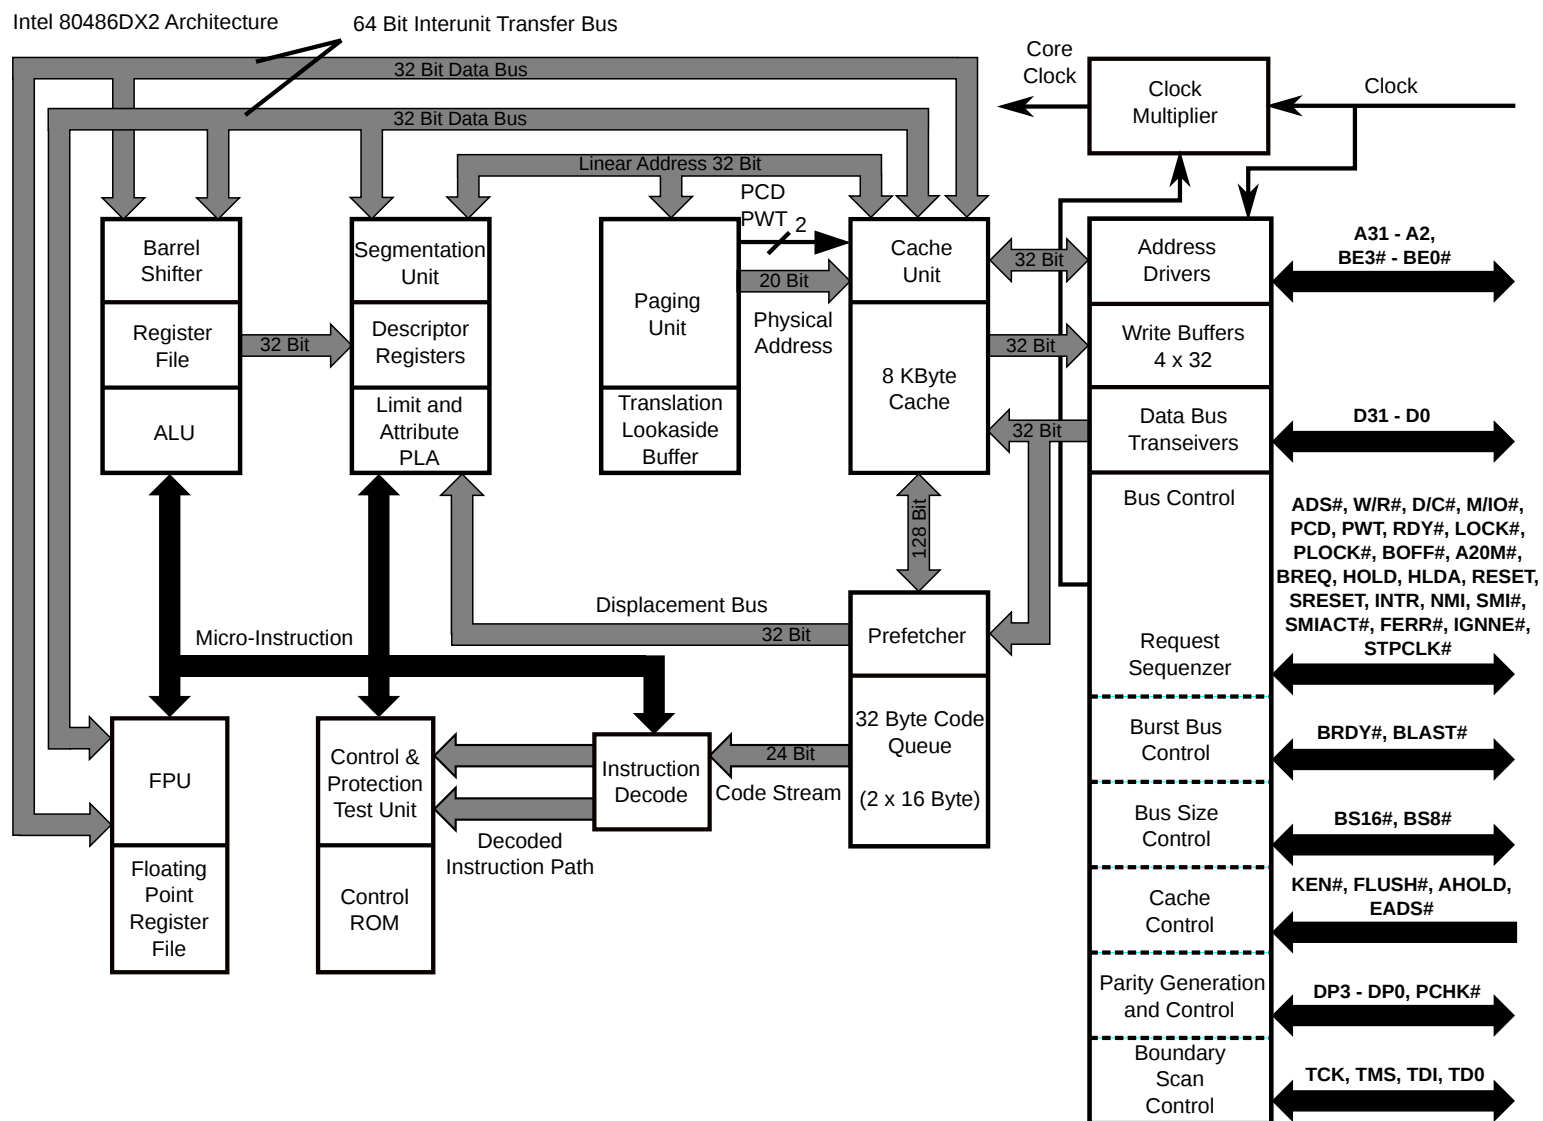 Intel 80486DX2 Architecture
64 Bit Interunit Transfer Bus
32 Bit Data Bus
32 Bit Data Bus
Linear Address 32 Bit
Core
Clock
Clock
Multiplier
Clock
PCD
PWT
2
Barrel
Shifter
Register
File
ALU
32 Bit
Segmentation
Unit
Descriptor
Registers
Limit and
Attribute
PLA
Paging
Unit
Translation
Lookaside
Buffer
20 Bit
Physical
Address
Cache
Unit
8 KByte
Cache
32 Bit
32 Bit
32 Bit
128 Bit
Address
Drivers
Write Buffers
4 x 32
Data Bus
Transeivers
Bus Control
Request
Sequenzer
Burst Bus
Control
Bus Size
Control
Cache
Control
Parity Generation
and Control
Boundary
Scan
Control
A31 - A2,
BE3# - BE0#
D31 - D0
ADS#, W/R#, D/C#, M/IO#,
PCD, PWT, RDY#, LOCK#,
PLOCK#, BOFF#, A20M#,
BREQ, HOLD, HLDA, RESET,
SRESET, INTR, NMI, SMI#,
SMIACT#, FERR#, IGNNE#,
STPCLK#
BRDY#, BLAST#
BS16#, BS8#
KEN#, FLUSH#, AHOLD,
EADS#
DP3 - DP0, PCHK#
TCK, TMS, TDI, TD0
Displacement Bus
32 Bit
Micro-Instruction
Prefetcher
32 Byte Code
Queue
(2 x 16 Byte)
24 Bit
Code Stream
Instruction
Decode
Decoded
Instruction Path
Control &
Protection
Test Unit
Control
ROM
FPU
Floating
Point
Register
File